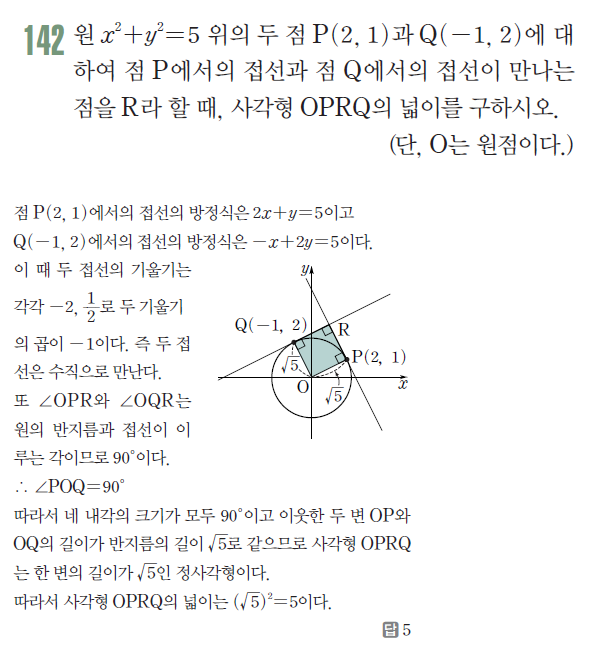 142 원 x²+y²=5 위의 두 점 P(2, 1)과 Q(-1, 2)에 대
하여 점 P에서의 접선과 점 Q에서의 접선이 만나는
점을 R라 할 때, 사각형 OPRQ의 넓이를 구하시오.
(단, O는 원점이다.)
점 P(2, 1)에서의 접선의 방정식은 2x+y=5이고
Q(-1, 2)에서의 접선의 방정식은 -x+2y=5이다.
이 때 두 접선의 기울기는
각각 -2, 1/2로 두 기울기
의 곱이 -1이다. 즉 두 접
선은 수직으로 만난다.
또 ∠OPR와 ∠OQR는
원의 반지름과 접선이 이
루는 각이므로 90°이다.
∴ ∠POQ=90°
y
Q(-1, 2)
R
P(2, 1)
√5
O
√5
x
따라서 네 내각의 크기가 모두 90°이고 이웃한 두 변 OP와
OQ의 길이가 반지름의 길이 √5로 같으므로 사각형 OPRQ
는 한 변의 길이가 √5인 정사각형이다.
따라서 사각형 OPRQ의 넓이는 (√5)²=5이다.
답 5